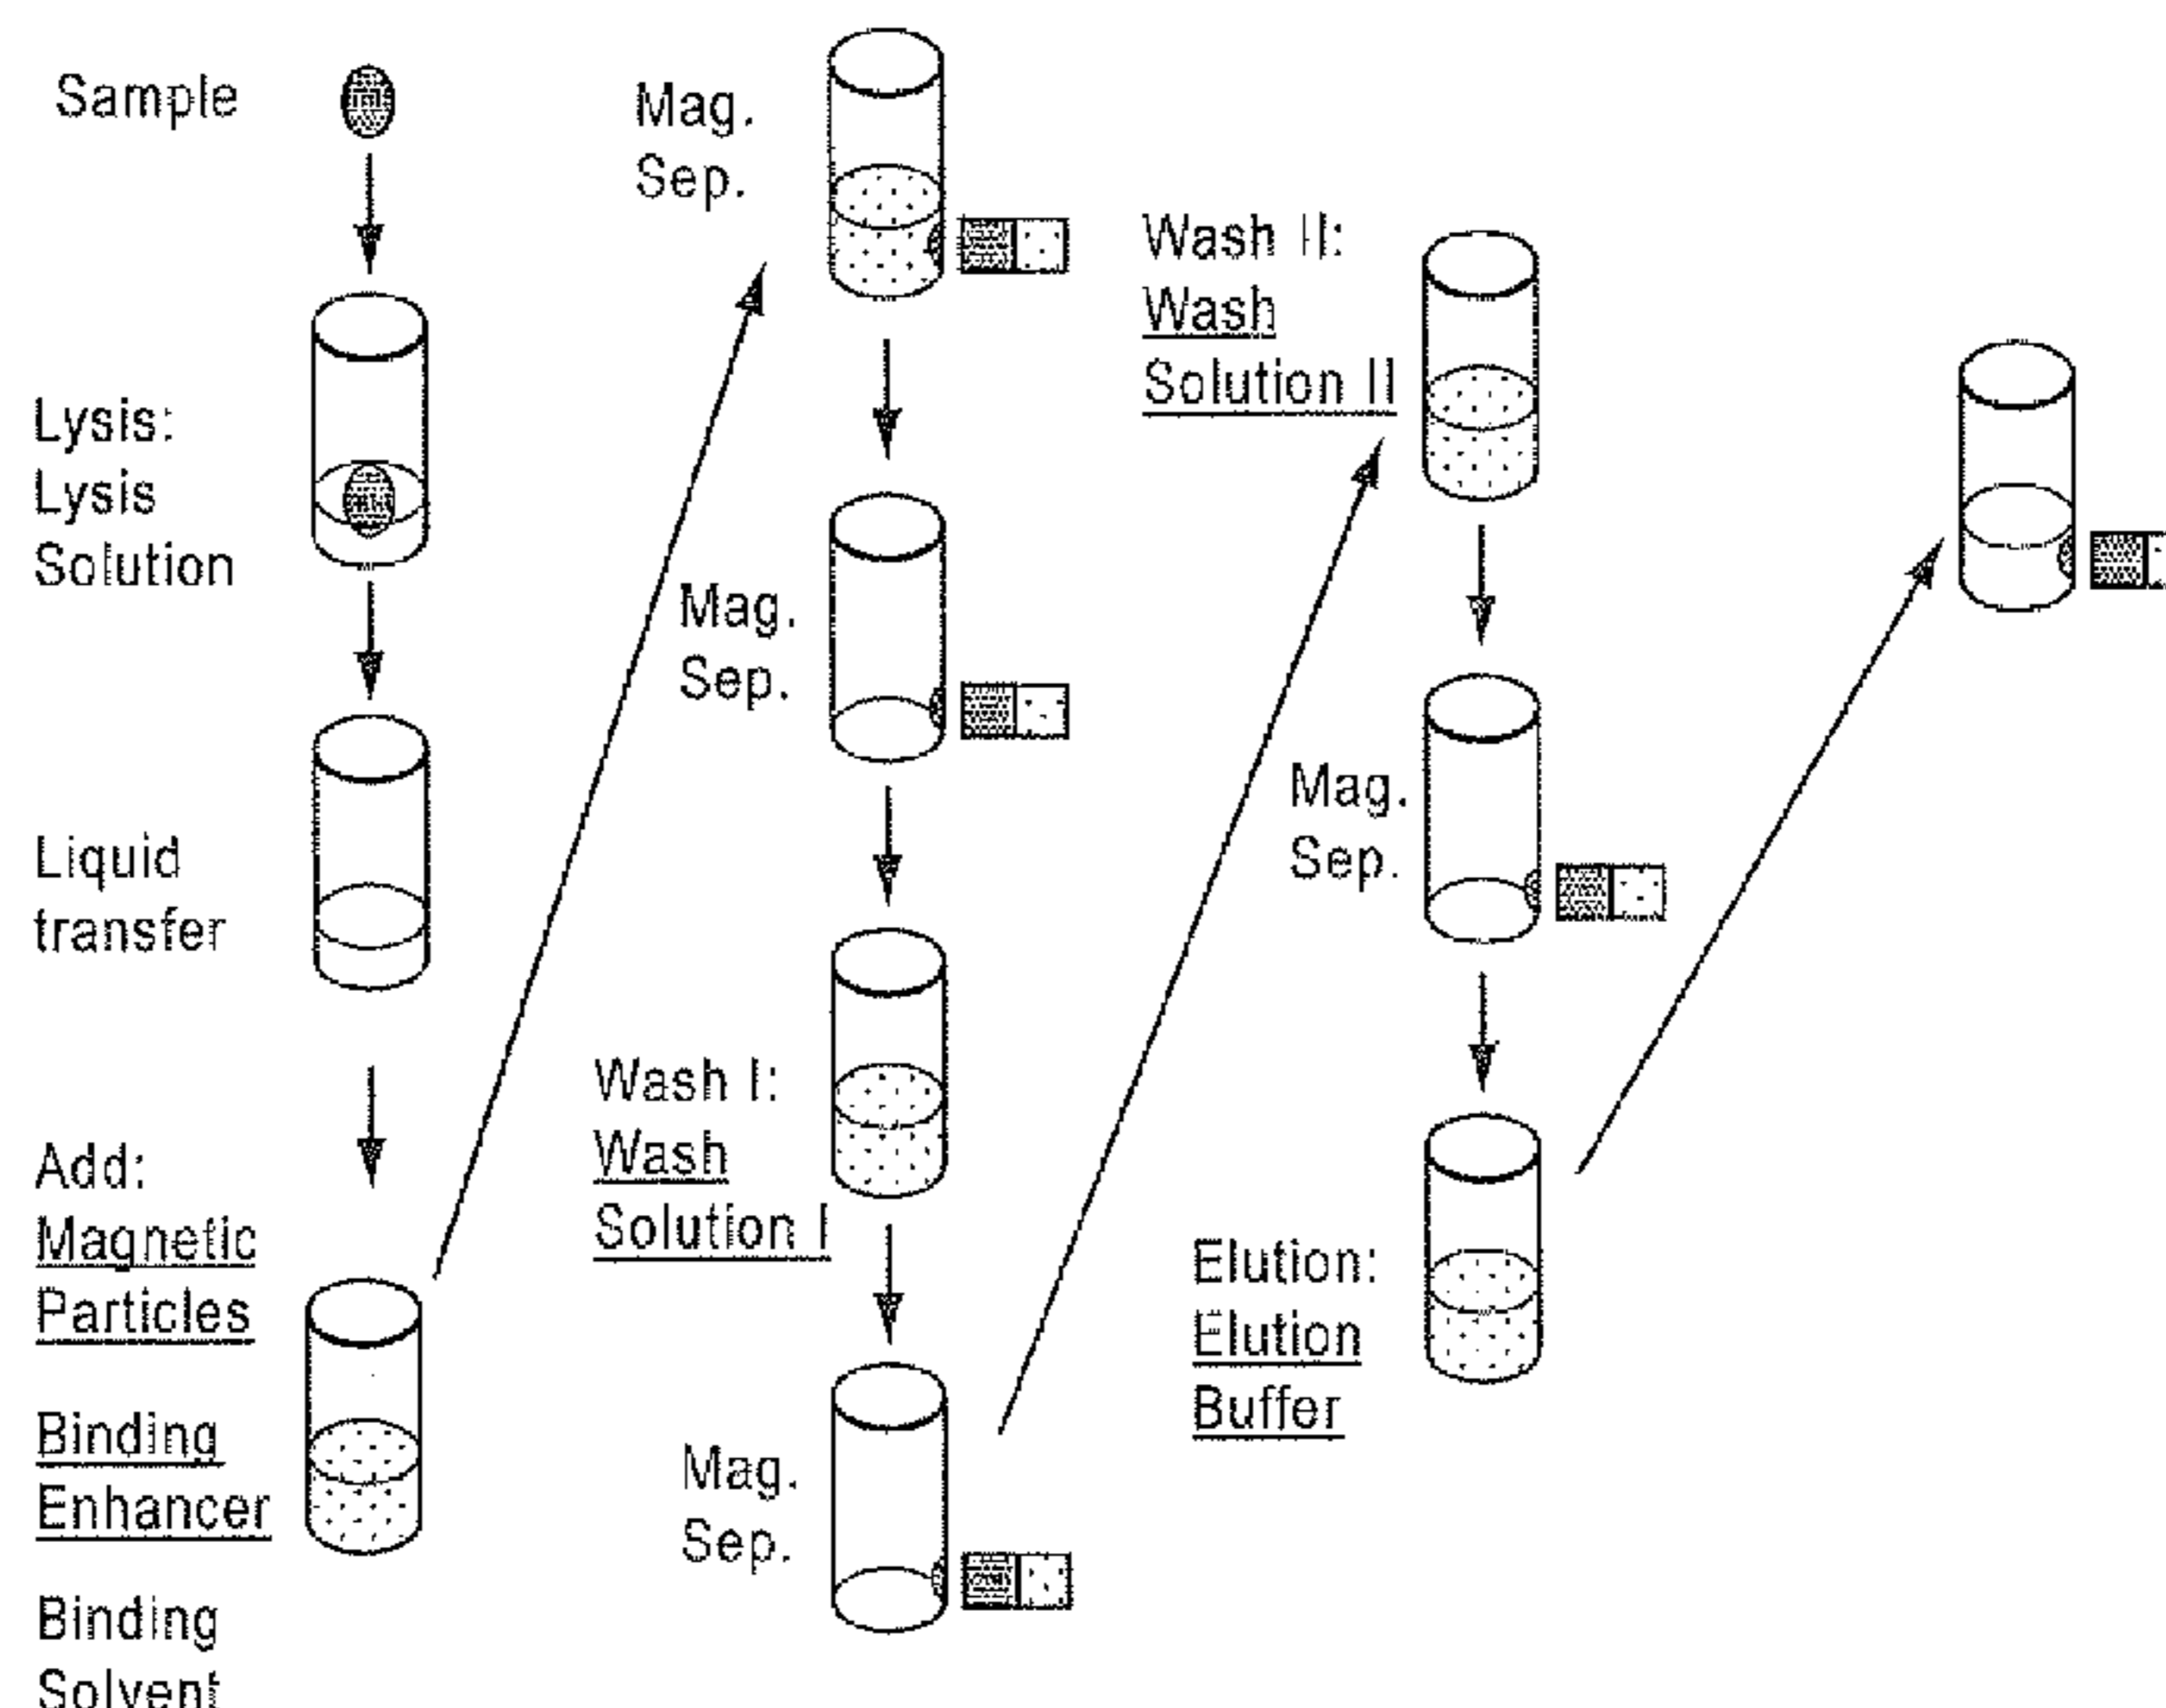 Sample
Lysis:
Lysis
Solution
Liquid
transfer
Add:
Magnetic
Particles
Binding
Enhancer
Binding
Solvent
Mag.
Sep.
Mag.
Sep.
Wash I:
Wash
Solution I
Mag.
Sep.
Wash II:
Wash
Solution II
Mag.
Sep.
Elution:
Elution
Buffer